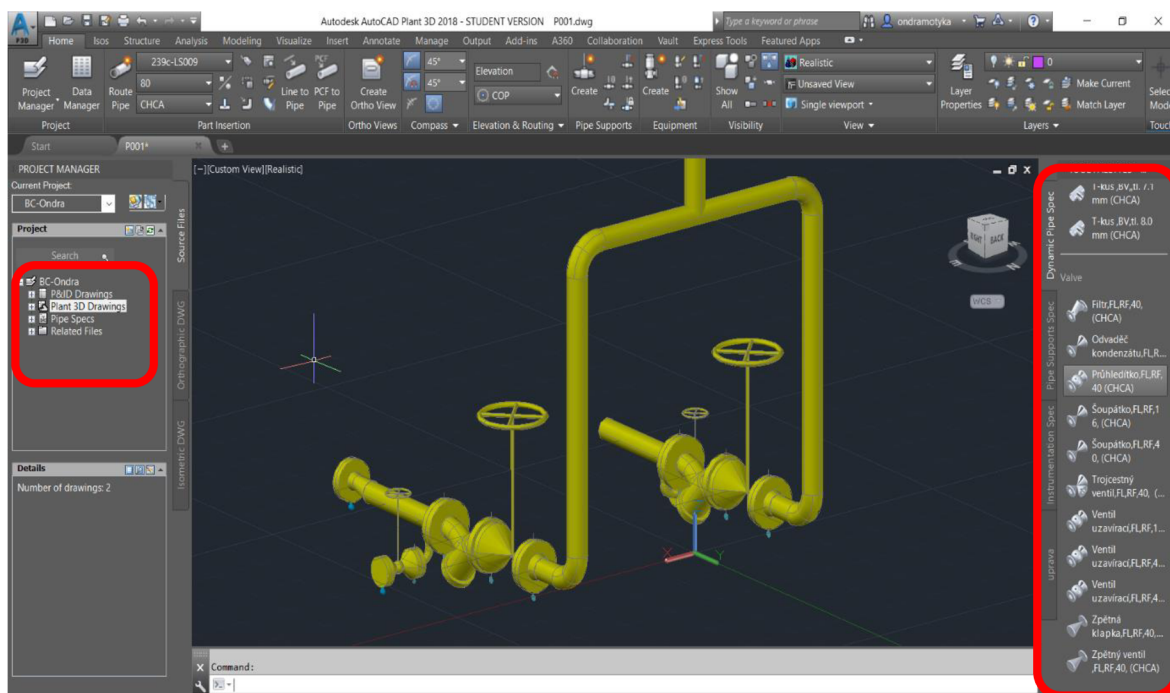 Autodesk AutoCAD Plant 3D 2018 - STUDENT VERSION P001.dwg
Type a keyword or phrase
ondramotyka
P3D
Home Isos Structure Analysis Modeling Visualize Insert Annotate Manage Output Add-ins A360 Collaboration Vault Express Tools Featured Apps
Project
Manager
Data
Manager
Route
Pipe
239c-LS009
80
CHCA
Line to
Pipe
PCF
PCF to
Pipe
Create
Ortho View
45°
45°
Elevation
COP
Create
Create
Show
All
Realistic
Unsaved View
Single viewport
Layer
Properties
0
Make Current
Match Layer
Selec
Mode
Project Part Insertion Ortho Views Compass Elevation & Routing Pipe Supports Equipment Visibility View Layers Touc
Start P001*
PROJECT MANAGER
Current Project:
BC-Ondra
Project
Search
BC-Ondra
P&ID Drawings
Plant 3D Drawings
Pipe Specs
Related Files
Details
Number of drawings: 2
Source Files
Orthographic DWG
Isometric DWG
[−][Custom View][Realistic]
RIGHT BACK
WCS
X
Y
Command:
Dynamic Pipe Spec
Pipe Supports Spec
Instrumentation Spec
uprava
T-kus ,BV,tl. 7.1
mm (CHCA)
T-kus ,BV,tl. 8.0
mm (CHCA)
Valve
Filtr,FL,RF,40,
(CHCA)
Odvaděč
kondenzátu,FL,R...
Průhledítko,FL,RF,
40 (CHCA)
Šoupátko,FL,RF,1
6, (CHCA)
Šoupátko,FL,RF,4
0, (CHCA)
Trojcestný
ventil,FL,RF,40, (...
Ventil
uzavírací,FL,RF,1...
Ventil
uzavírací,FL,RF,4...
Ventil
uzavírací,FL,RF,4...
Zpětná
klapka,FL,RF,40,...
Zpětný ventil
,FL,RF,40, (CHCA)